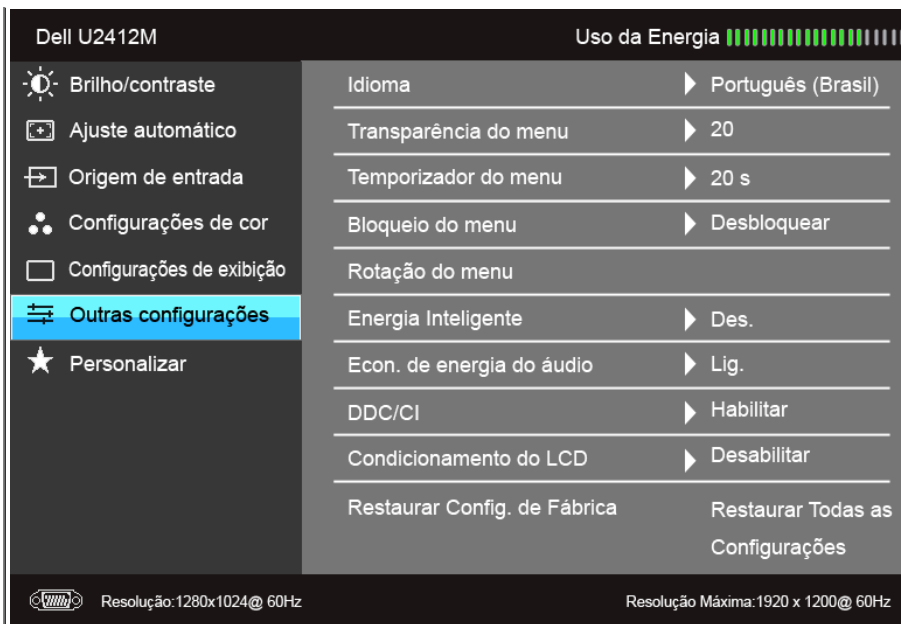 Dell U2412M
Uso da Energia
Brilho/contraste
Ajuste automático
Origem de entrada
Configurações de cor
Configurações de exibição
Outras configurações
Personalizar
Idioma Português (Brasil)
Transparência do menu 20
Temporizador do menu 20 s
Bloqueio do menu Desbloquear
Rotação do menu
Energia Inteligente Des.
Econ. de energia do áudio Lig.
DDC/CI Habilitar
Condicionamento do LCD Desabilitar
Restaurar Config. de Fábrica Restaurar Todas as
Configurações
Resolução:1280x1024@ 60Hz
Resolução Máxima:1920 x 1200@ 60Hz